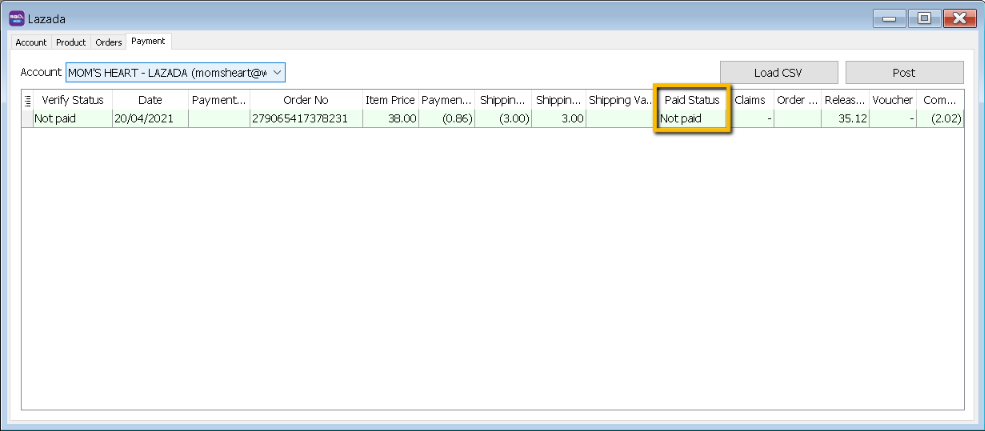 Lazada
Account Product Orders Payment
Account MOM'S HEART - LAZADA (momsheart@w Load CSV Post
Verify Status Date Payment... Order No Item Price Paymen... Shippin... Shippin... Shipping Va... Paid Status Claims Order ... Releas... Voucher Com...
Not paid 20/04/2021 279065417378231 38.00 (0.86) (3.00) 3.00 Not paid - 35.12 - (2.02)